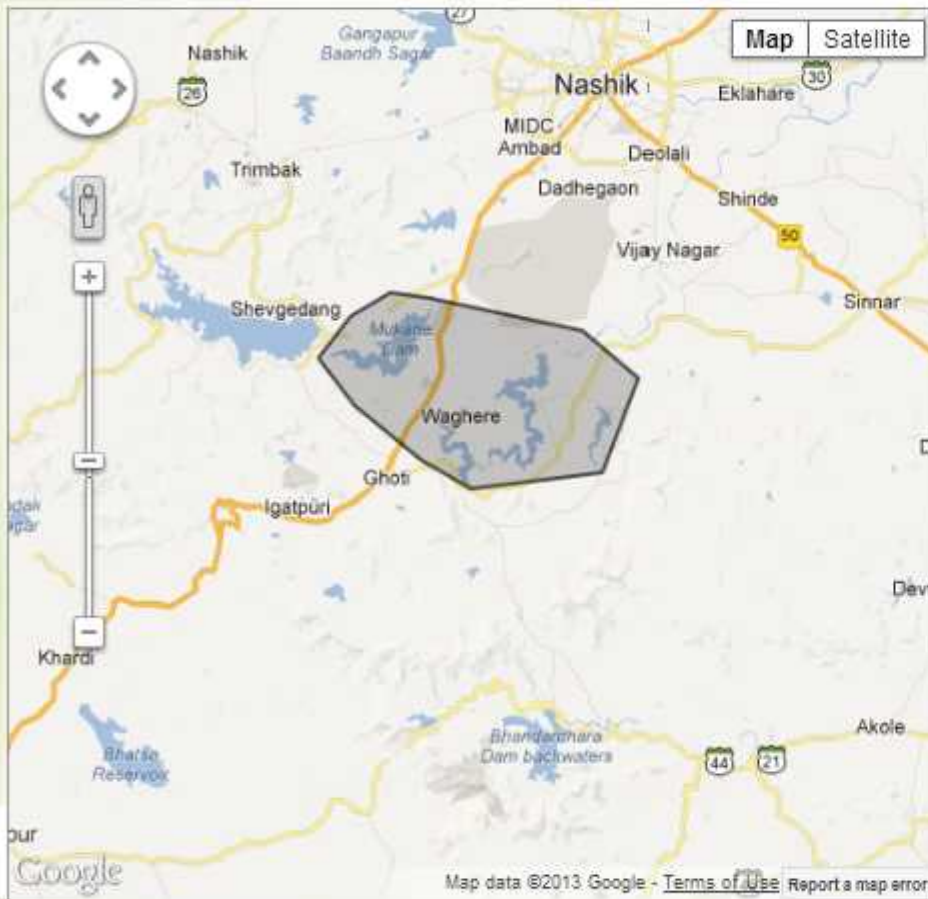 27
Gangapur
Baandh Sagar
Map
Satellite
Nashik
26
Nashik
Eklahare
30
MIDC
Ambad
Deolali
Trimbak
Dadhegaon
Shinde
50
Vijay Nagar
Sinnar
Shevgedang
Mukane
Dam
Waghere
Ghoti
Igatpuri
Khardi
Bhandardhara
Dam backwaters
Akole
44
21
Bhatsa
Reservoir
Google
Map data ©2013 Google - Terms of Use
Report a map error